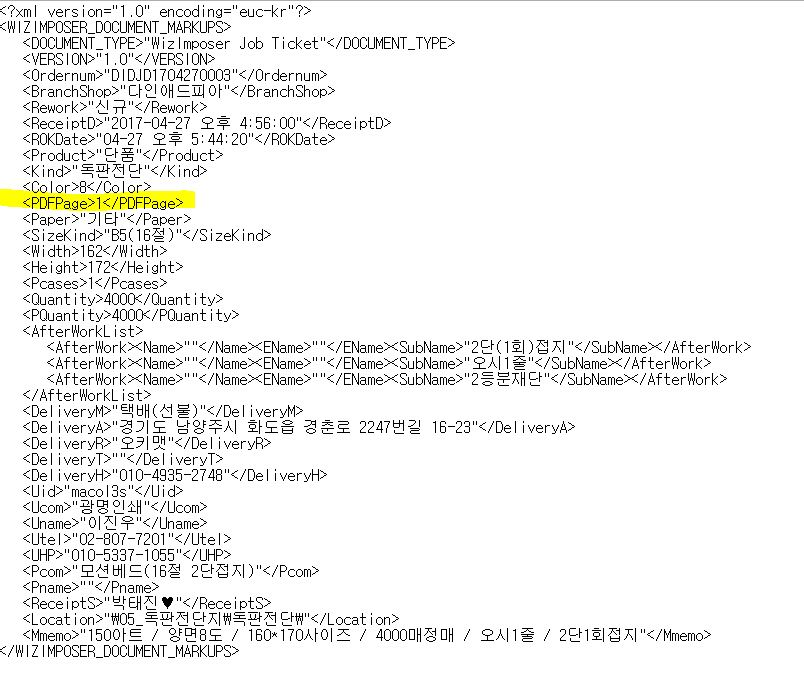 <?xml version="1.0" encoding="euc-kr"?>
<WIZIMPOSER_DOCUMENT_MARKUPS>
<DOCUMENT_TYPE>"WizImposer Job Ticket"</DOCUMENT_TYPE>
<VERSION>"1.0"</VERSION>
<Ordernum>"DIDJD1704270003"</Ordernum>
<BranchShop>"다인애드피아"</BranchShop>
<Rework>"신규"</Rework>
<ReceiptD>"2017-04-27 오후 4:56:00"</ReceiptD>
<ROKDate>"04-27 오후 5:44:20"</ROKDate>
<Product>"단품"</Product>
<Kind>"독판전단"</Kind>
<Color>8</Color>
<PDFPage>1</PDFPage>
<Paper>"기타"</Paper>
<SizeKind>"B5(16절)"</SizeKind>
<Width>162</Width>
<Height>172</Height>
<Pcases>1</Pcases>
<Quantity>4000</Quantity>
<PQuantity>4000</PQuantity>
<AfterWorkList>
<AfterWork><Name>""</Name><EName>""</EName><SubName>"2단(1회)접지"</SubName></AfterWork>
<AfterWork><Name>""</Name><EName>""</EName><SubName>"오시1줄"</SubName></AfterWork>
<AfterWork><Name>""</Name><EName>""</EName><SubName>"2등분재단"</SubName></AfterWork>
</AfterWorkList>
<DeliveryM>"택배(선불)"</DeliveryM>
<DeliveryA>"경기도 남양주시 화도읍 경춘로 2247번길 16-23"</DeliveryA>
<DeliveryR>"오키맷"</DeliveryR>
<DeliveryT>""</DeliveryT>
<DeliveryH>"010-4935-2748"</DeliveryH>
<Uid>"macol3s"</Uid>
<Ucom>"광명인쇄"</Ucom>
<Uname>"이진우"</Uname>
<Utel>"02-807-7201"</Utel>
<UHP>"010-5337-1055"</UHP>
<Pcom>"모션베드(16절 2단접지)"</Pcom>
<Pname>""</Pname>
<ReceiptS>"박태진♥"</ReceiptS>
<Location>"₩05_독판전단지₩독판전단₩"</Location>
<Mmemo>"1500아트 / 양면8도 / 160*170사이즈 / 4000매정매 / 오시1줄 / 2단1회접지"</Mmemo>
</WIZIMPOSER_DOCUMENT_MARKUPS>